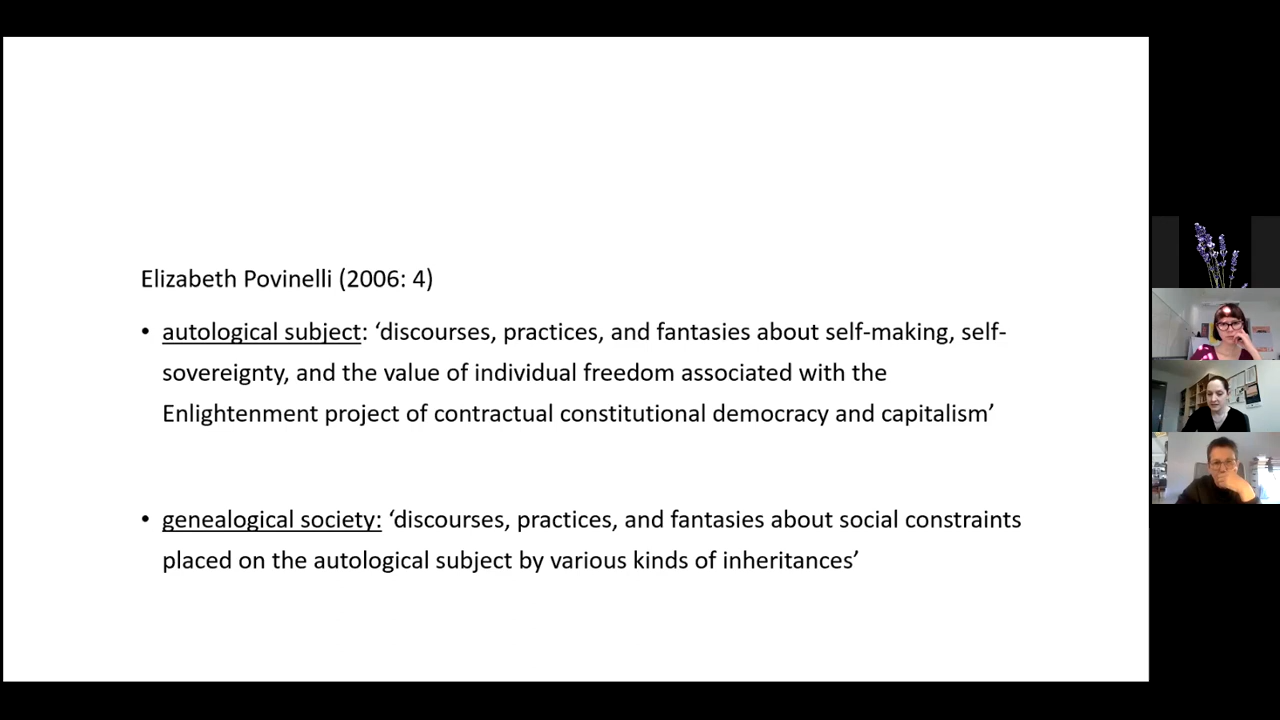 Elizabeth Povinelli (2006: 4)
• autological subject: ‘discourses, practices, and fantasies about self-making, self-
sovereignty, and the value of individual freedom associated with the
Enlightenment project of contractual constitutional democracy and capitalism’
• genealogical society: ‘discourses, practices, and fantasies about social constraints
placed on the autological subject by various kinds of inheritances’